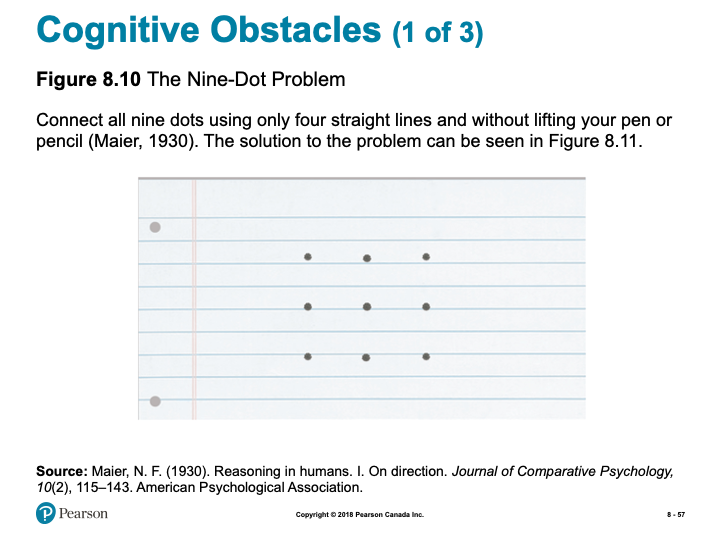 Cognitive Obstacles (1 of 3)
Figure 8.10 The Nine-Dot Problem
Connect all nine dots using only four straight lines and without lifting your pen or
pencil (Maier, 1930). The solution to the problem can be seen in Figure 8.11.
Source: Maier, N. F. (1930). Reasoning in humans. I. On direction. Journal of Comparative Psychology,
10(2), 115–143. American Psychological Association.
P Pearson
Copyright © 2018 Pearson Canada Inc.
8 - 57